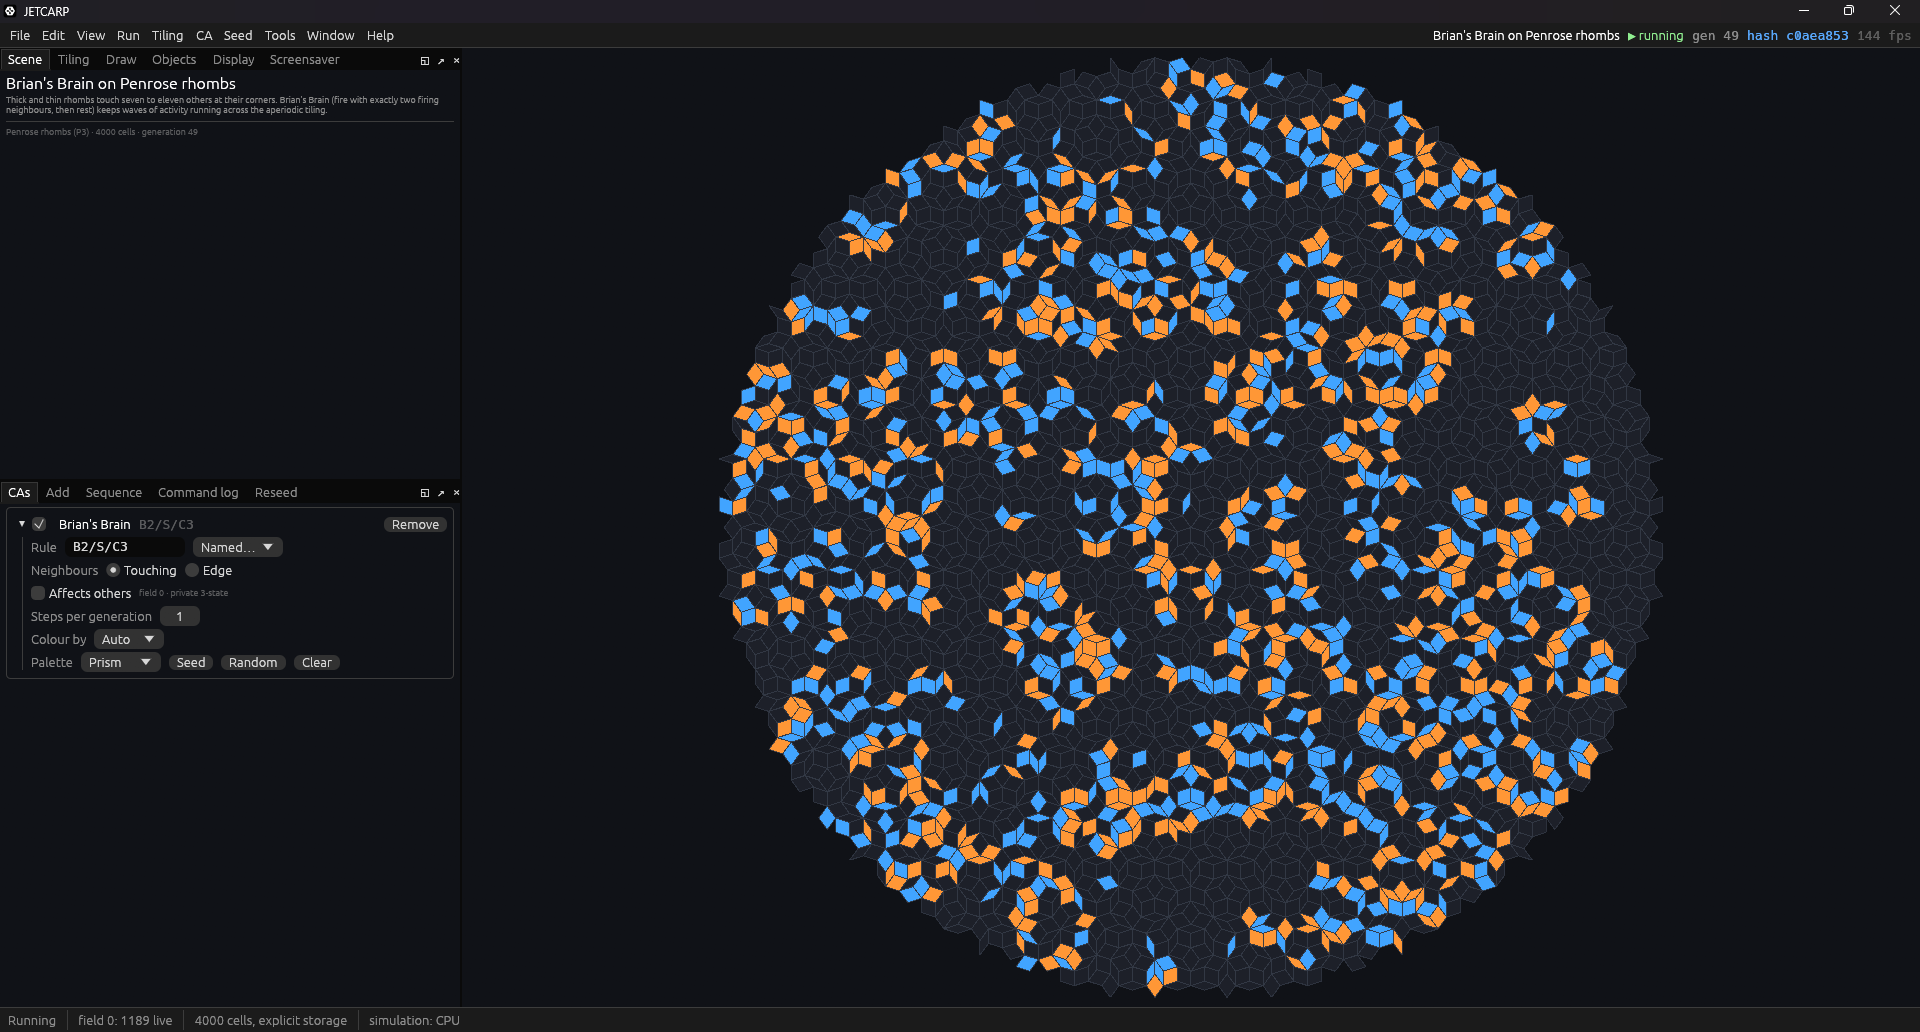 JETCARP
File Edit View Run Tiling CA Seed Tools Window Help
Brian's Brain on Penrose rhombs ▶ running gen 49 hash c0aea853 144 fps
Scene Tiling Draw Objects Display Screensaver
Brian's Brain on Penrose rhombs
Thick and thin rhombs touch seven to eleven others at their corners. Brian's Brain (fire with exactly two firing
neighbours, then rest) keeps waves of activity running across the aperiodic tiling.
Penrose rhombs (P3) · 4000 cells · generation 49
CAs Add Sequence Command log Reseed
Brian's Brain B2/S/C3 Remove
Rule B2/S/C3 Named...
Neighbours Touching Edge
Affects others field 0 · private 3-state
Steps per generation 1
Colour by Auto
Palette Prism Seed Random Clear
Running field 0: 1189 live 4000 cells, explicit storage simulation: CPU